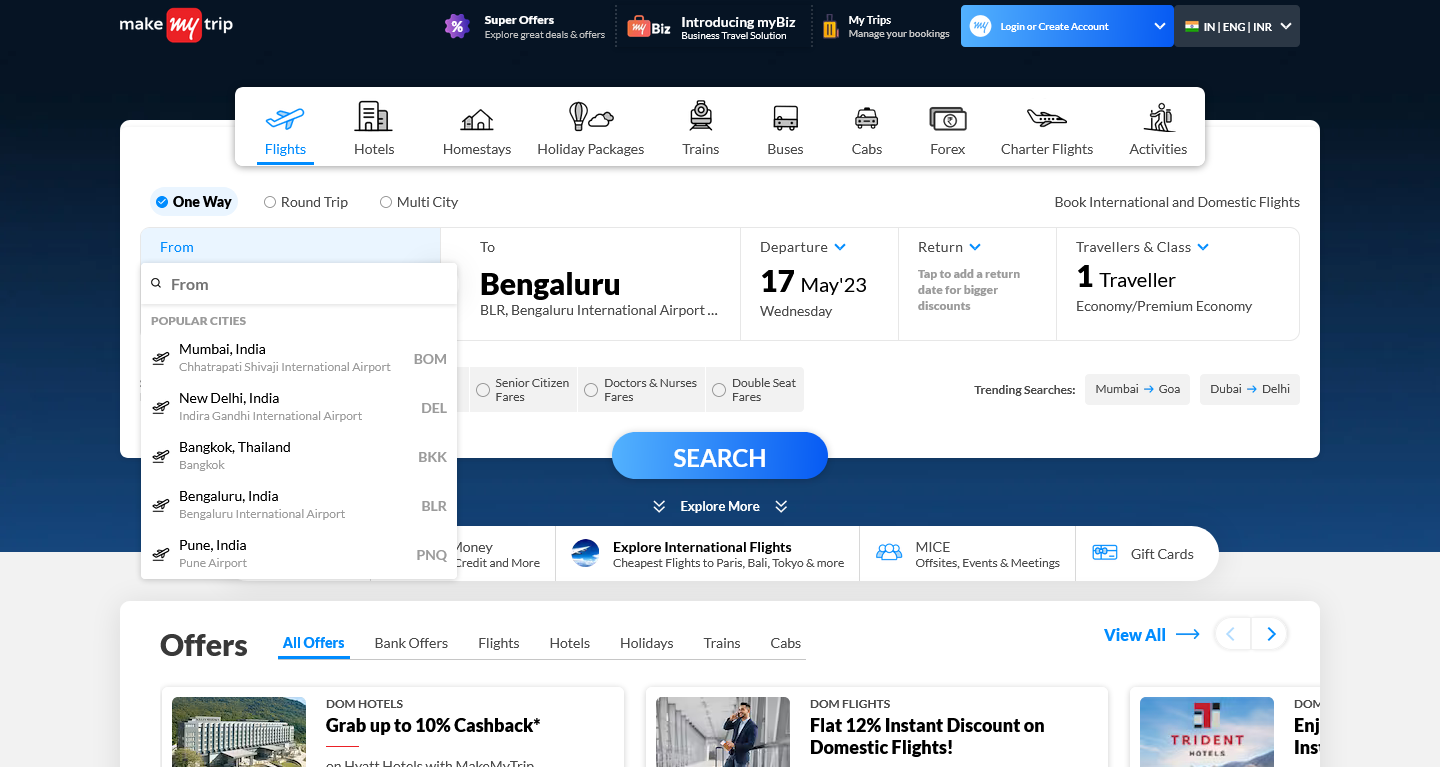 make my trip
Super Offers
Explore great deals & offers
my Biz
Introducing myBiz
Business Travel Solution
My Trips
Manage your bookings
my
Login or Create Account
IN | ENG | INR
Flights
Hotels
Homestays
Holiday Packages
Trains
Buses
Cabs
Forex
Charter Flights
Activities
One Way
Round Trip
Multi City
Book International and Domestic Flights
From
From
POPULAR CITIES
Mumbai, India
Chhatrapati Shivaji International Airport
BOM
New Delhi, India
Indira Gandhi International Airport
DEL
Bangkok, Thailand
Bangkok
BKK
Bengaluru, India
Bengaluru International Airport
BLR
Pune, India
Pune Airport
PNQ
To
Bengaluru
BLR, Bengaluru International Airport ...
Departure
17 May'23
Wednesday
Return
Tap to add a return
date for bigger
discounts
Travellers & Class
1 Traveller
Economy/Premium Economy
Senior Citizen
Fares
Doctors & Nurses
Fares
Double Seat
Fares
Trending Searches:
Mumbai → Goa
Dubai → Delhi
SEARCH
Explore More
Money
Credit and More
Explore International Flights
Cheapest Flights to Paris, Bali, Tokyo & more
MICE
Offsites, Events & Meetings
Gift Cards
Offers
All Offers
Bank Offers
Flights
Hotels
Holidays
Trains
Cabs
View All
DOM HOTELS
Grab up to 10% Cashback*
on Hyatt Hotels with MakeMyTrip
DOM FLIGHTS
Flat 12% Instant Discount on
Domestic Flights!
TRIDENT
HOTELS
DOM
Enj
Inst